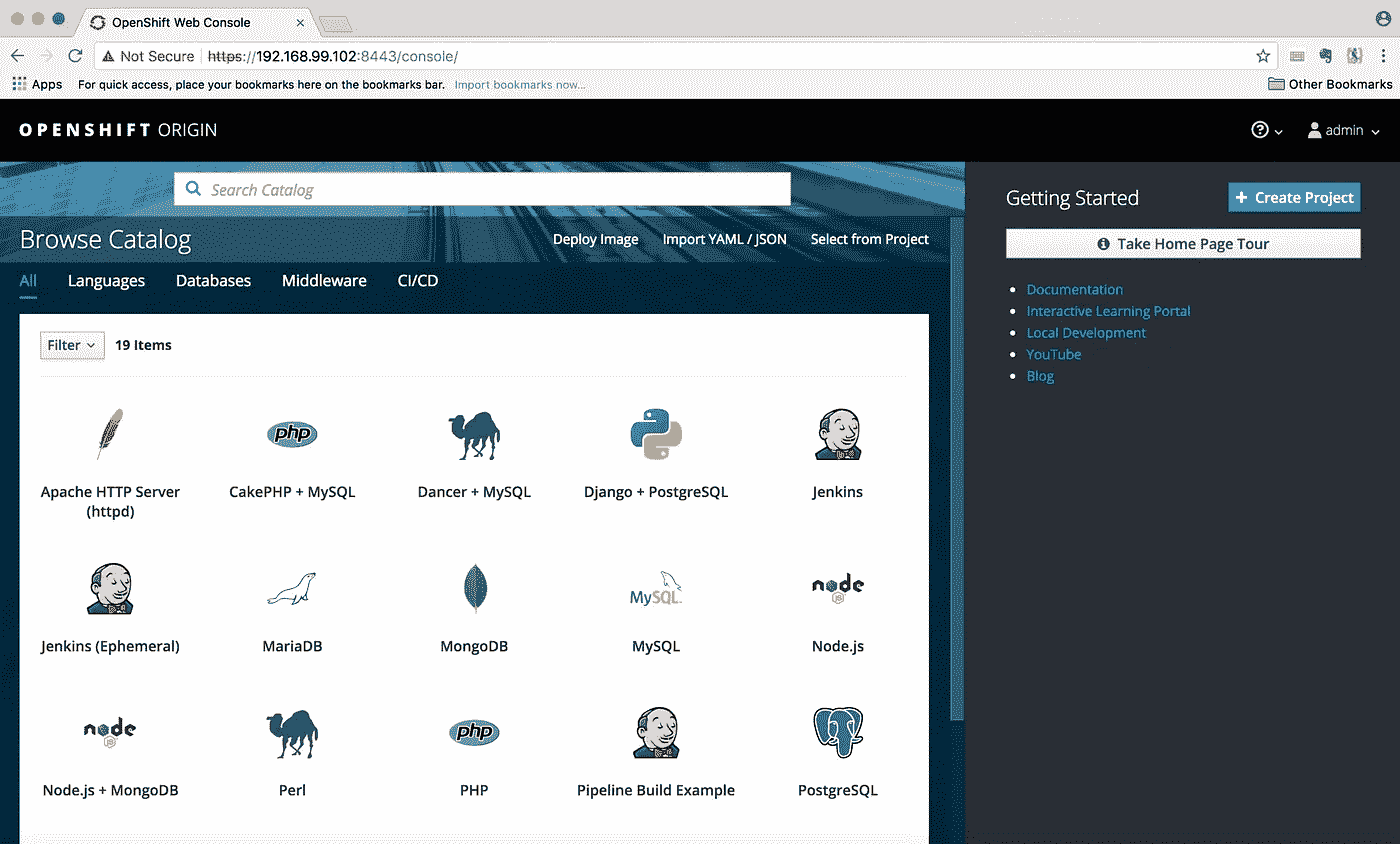 OpenShift Web Console
Not Secure https://192.168.99.102:8443/console/
Apps For quick access, place your bookmarks here on the bookmarks bar. Import bookmarks now... Other Bookmarks
OPENSHIFT ORIGIN
admin
Search Catalog
Getting Started
Create Project
Browse Catalog
Deploy Image Import YAML / JSON Select from Project
Take Home Page Tour
All Languages Databases Middleware CI/CD
Documentation
Interactive Learning Portal
Local Development
YouTube
Blog
Filter 19 Items
php
Apache HTTP Server
(httpd)
CakePHP + MySQL
Dancer + MySQL
Django + PostgreSQL
Jenkins
MySQL
node
JS
Jenkins (Ephemeral)
MariaDB
MongoDB
MySQL
Node.js
node
JS
php
Node.js + MongoDB
Perl
PHP
Pipeline Build Example
PostgreSQL